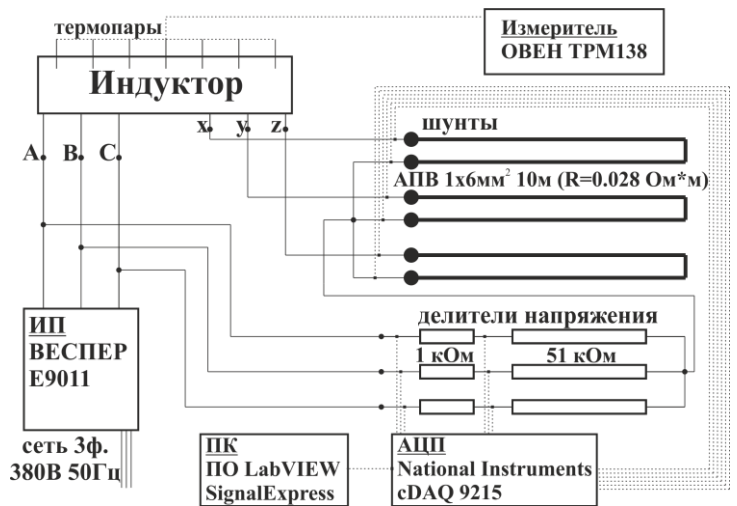 термопары
Измеритель
ОВЕН ТРМ138
Индуктор
x y z
A B C
шунты
АПВ 1х6мм² 10м (R=0.028 Ом*м)
ИП
ВЕСПЕР
Е9011
делители напряжения
1 кОм 51 кОм
сеть 3ф.
380В 50Гц
ПК
ПО LabVIEW
SignalExpress
АЦП
National Instruments
cDAQ 9215